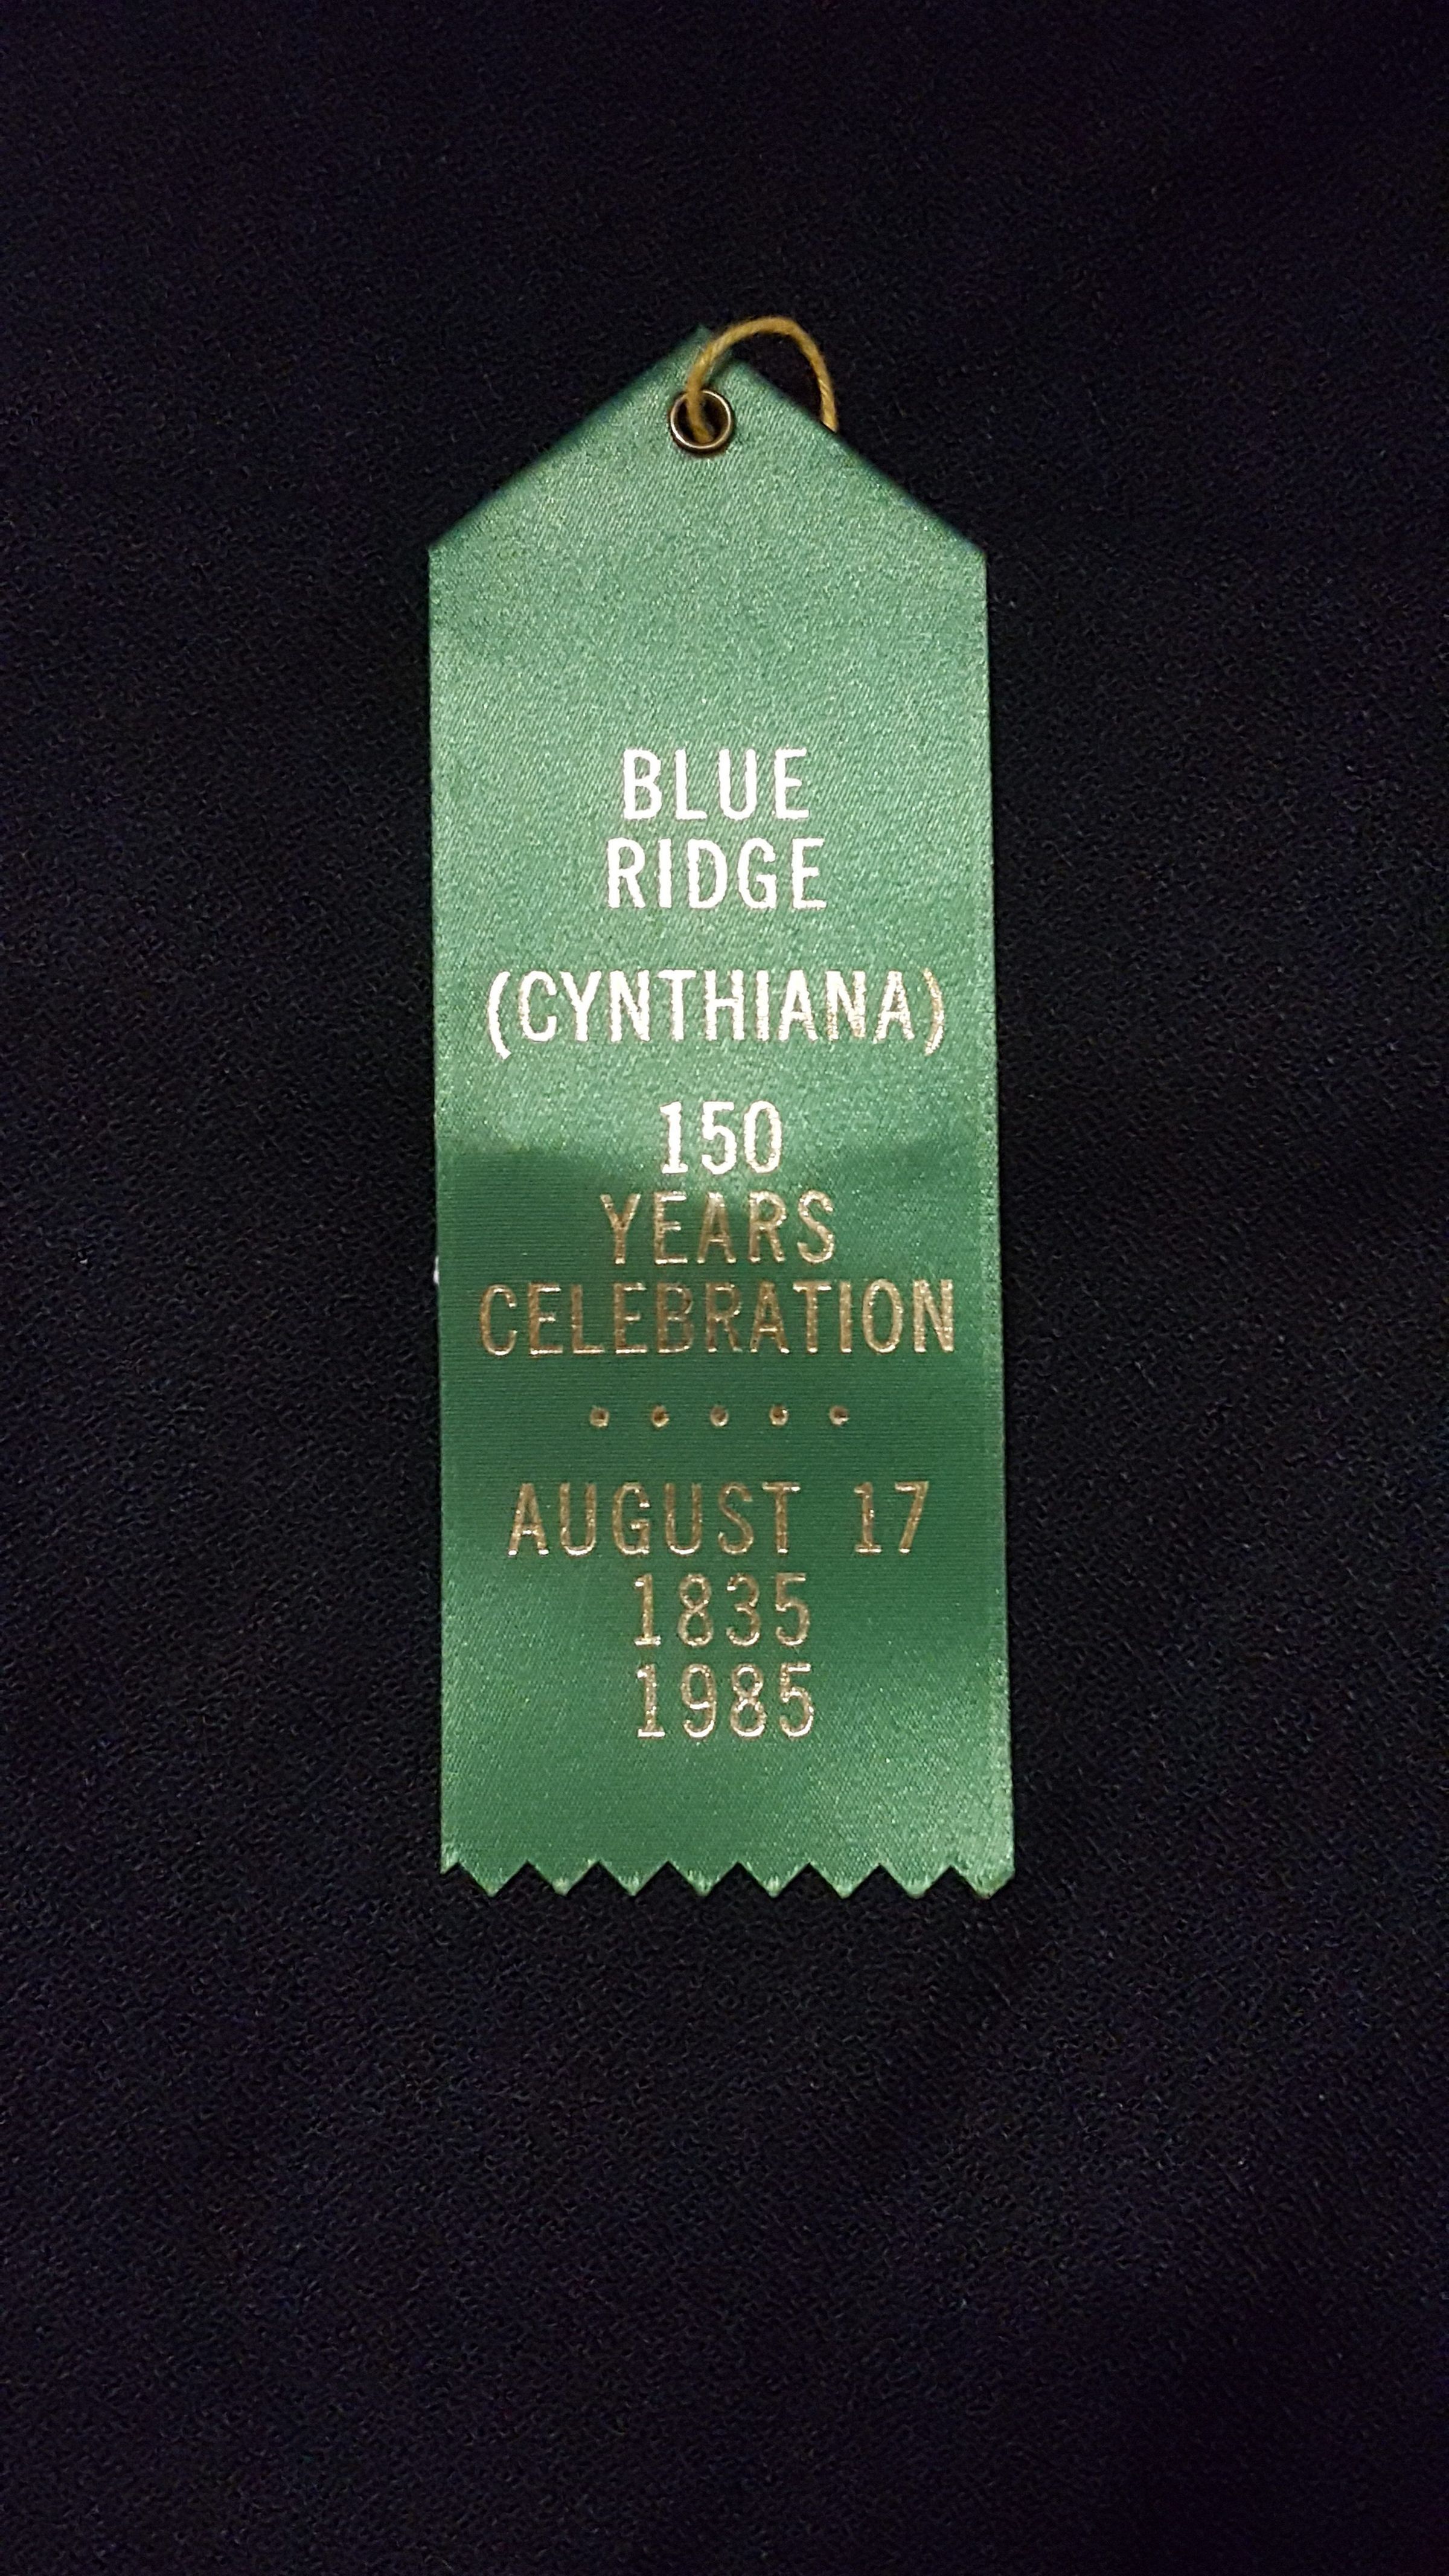 BLUE
RIDGE
(CYNTHIANA)
150
YEARS
CELEBRATION
• • • • •
AUGUST 17
1835
1985